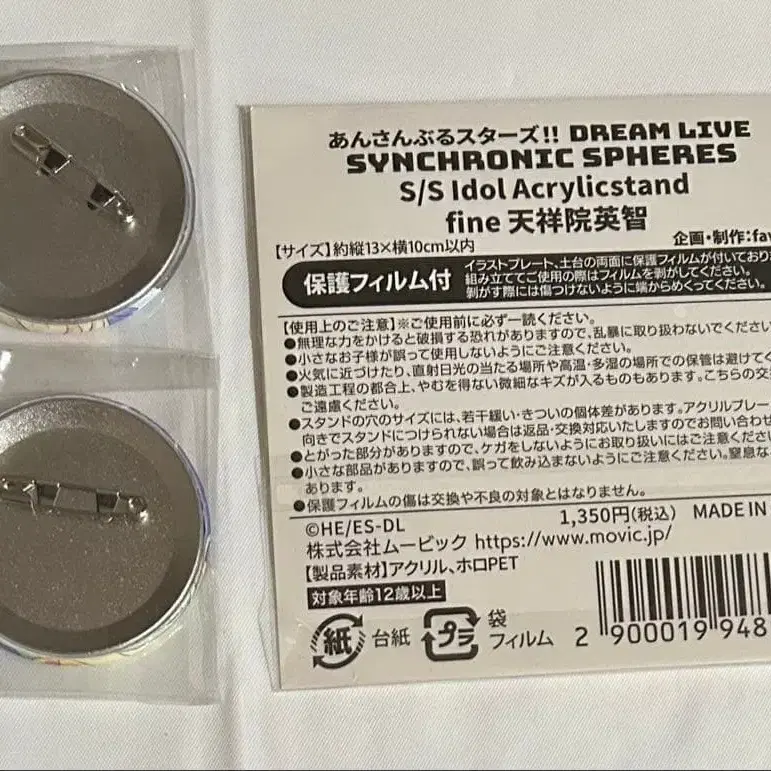 あんさんぶるスターズ!! DREAM LIVE
SYNCHRONIC SPHERES
S/S Idol Acrylicstand
fine 天祥院英智
【サイズ】約縦13×横10cm以内
企画・制作:fav
保護フィルム付
イラストプレート、土台の両面に保護フィルムが付いており
組み立ててご使用の際はフィルムを剥がしてください。
剥がす際には傷つけないように端からめくってください。
【使用上のご注意】※ご使用前に必ず一読ください。
●無理な力をかけると破損する恐れがありますので、乱暴に取り扱わないでください
●小さなお子様が誤って使用しないようにご注意ください。
●火気に近づけたり、直射日光の当たる場所や高温・多湿の場所での保管は避けてく
●製造工程の都合上、やむを得ない微細なキズが入るものもあります。こちらの交
ご遠慮ください。
●スタンドの穴のサイズには、若干緩い・きついの個体差があります。アクリルプレー
向きでスタンドにつけられない場合は返品・交換対応いたしますのでお問い合わせ
●とがった部分がありますので、ケガをしないようにお取り扱いにはご注意くださ
●小さな部品がありますので、誤って飲み込まないようにご注意ください。窒息な
あります。
●保護フィルムの傷は交換や不良の対象とはなりません。
©HE/ES-DL
1,350円(税込) MADE IN
株式会社ムービック https://www.movic.jp/
【製品素材】アクリル、ホロPET
対象年齢12歳以上
紙 台紙 プラ 袋
フィルム
2 900019 948